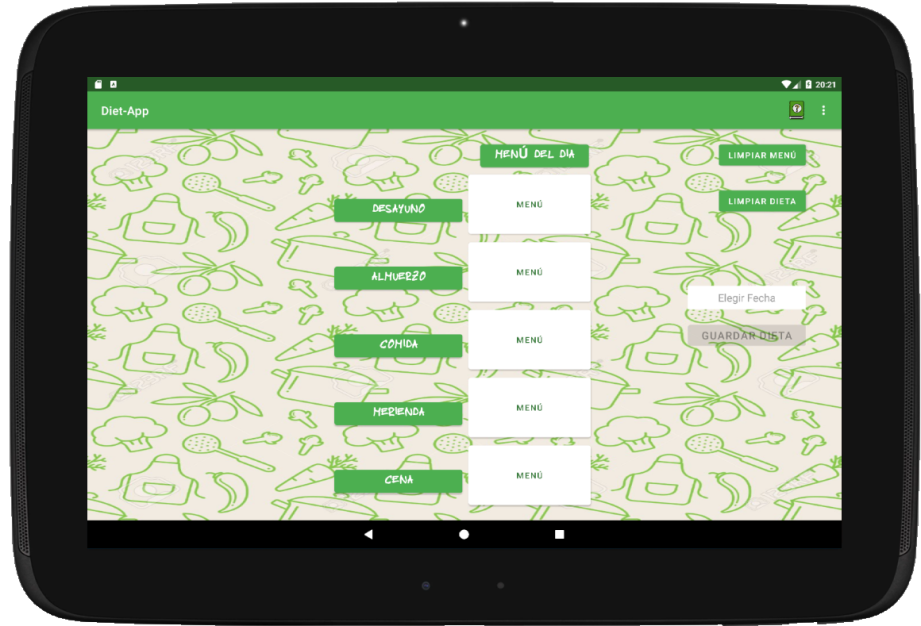 20:21
Diet-App
MENÚ DEL DIA
LIMPIAR MENÚ
DESAYUNO
MENÚ
LIMPIAR DIETA
ALMUERZO
MENÚ
Elegir Fecha
GUARDAR DIETA
COMIDA
MENÚ
MERIENDA
MENÚ
CENA
MENÚ